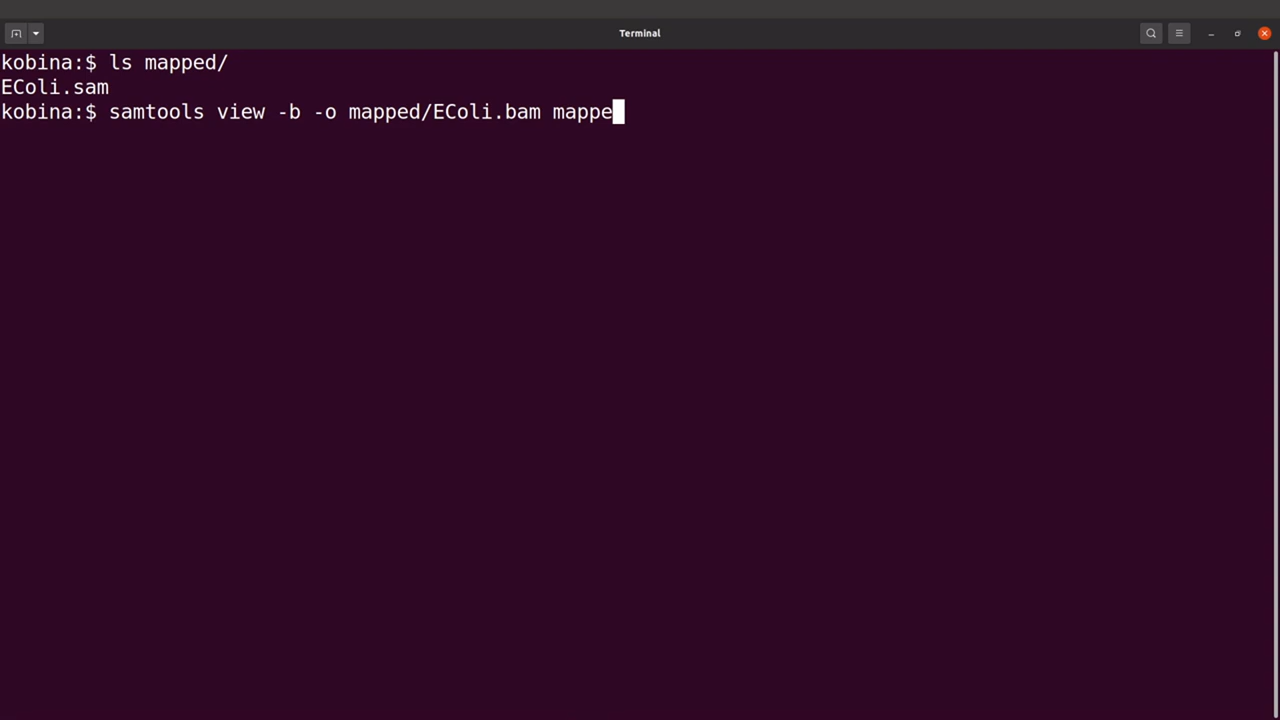 Terminal
kobina:$ ls mapped/
EColi.sam
kobina:$ samtools view -b -o mapped/EColi.bam mappe